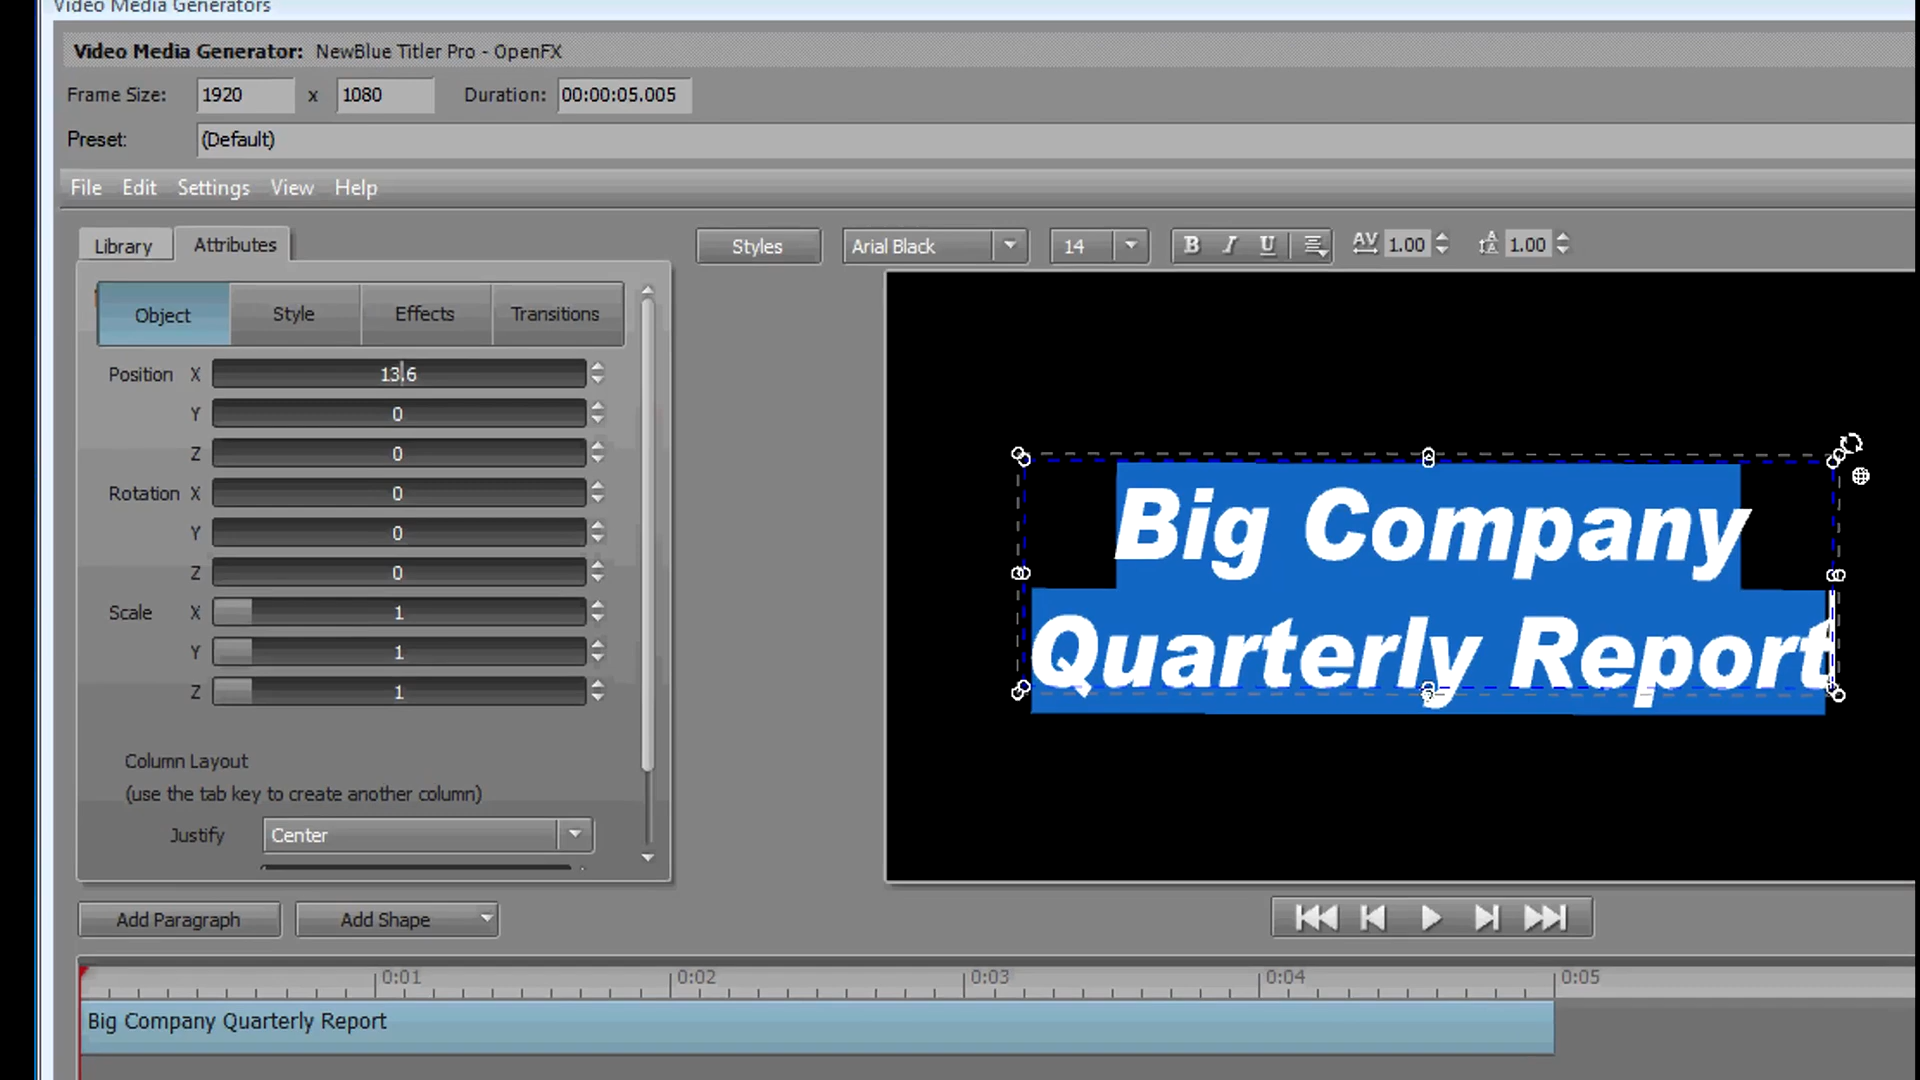 Video Media Generators
Video Media Generator: NewBlue Titler Pro - OpenFX
Frame Size: 1920 x 1080 Duration: 00:00:05.005
Preset: (Default)
File Edit Settings View Help
Library Attributes
Styles Arial Black 14 B I U AV 1.00 A 1.00
Object Style Effects Transitions
Position X 13.6
Y 0
Z 0
Rotation X 0
Y 0
Z 0
Scale X 1
Y 1
Z 1
Column Layout
(use the tab key to create another column)
Justify Center
Big Company
Quarterly Report
Add Paragraph Add Shape
0:01 0:02 0:03 0:04 0:05
Big Company Quarterly Report